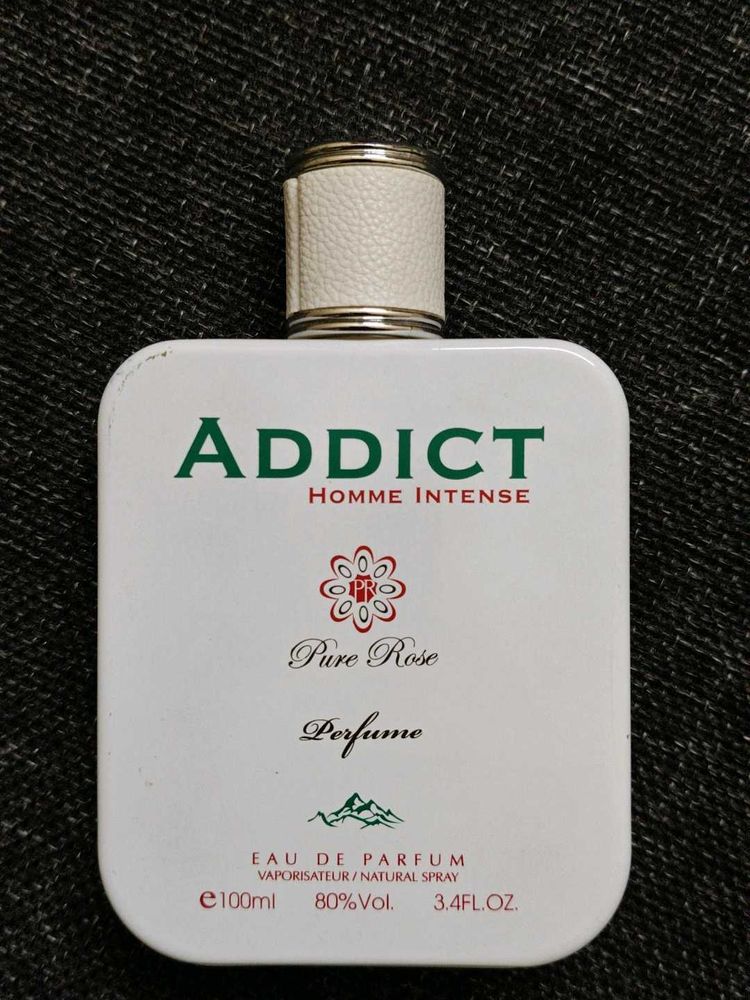 ADDICT
HOMME INTENSE
PR
Pure Rose
Perfume
EAU DE PARFUM
VAPORISATEUR / NATURAL SPRAY
e100ml 80%Vol. 3.4FL.OZ.